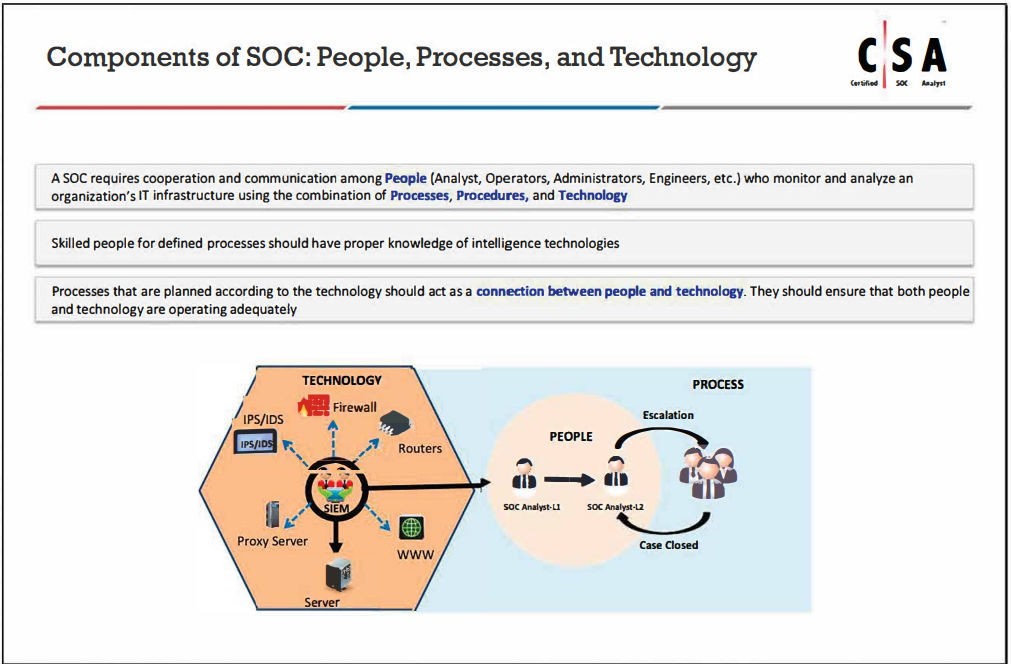 Components of SOC: People, Processes, and Technology
CSA
Certified SOC Analyst
A SOC requires cooperation and communication among People (Analyst, Operators, Administrators, Engineers, etc.) who monitor and analyze an
organization's IT infrastructure using the combination of Processes, Procedures, and Technology
Skilled people for defined processes should have proper knowledge of intelligence technologies
Processes that are planned according to the technology should act as a connection between people and technology. They should ensure that both people
and technology are operating adequately
TECHNOLOGY
Firewall
IPS/IDS
IPS/IDS
Routers
SIEM
Proxy Server
WWW
Server
PROCESS
Escalation
PEOPLE
SOC Analyst-L1
SOC Analyst-L2
Case Closed